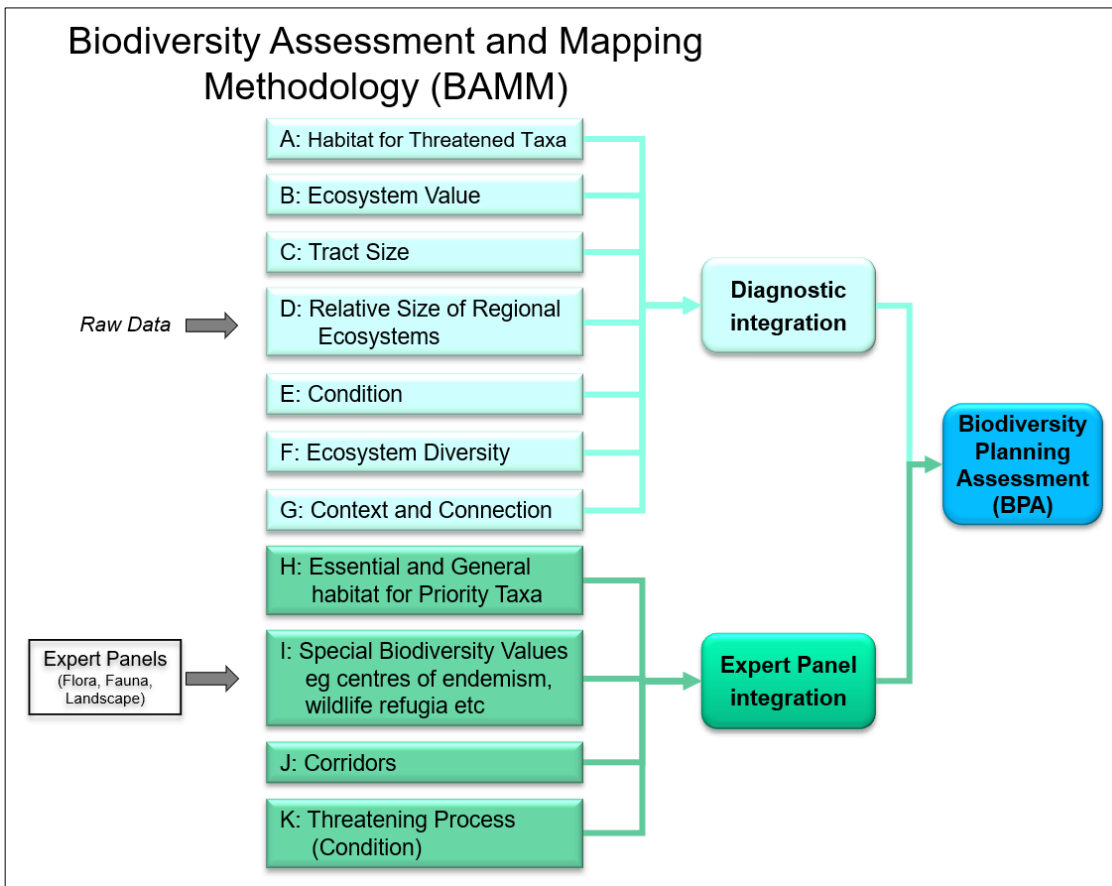 Biodiversity Assessment and Mapping
Methodology (BAMM)
A: Habitat for Threatened Taxa
B: Ecosystem Value
C: Tract Size
Raw Data
D: Relative Size of Regional
Ecosystems
E: Condition
F: Ecosystem Diversity
G: Context and Connection
Diagnostic
integration
H: Essential and General
habitat for Priority Taxa
Expert Panels
(Flora, Fauna,
Landscape)
I: Special Biodiversity Values
eg centres of endemism,
wildlife refugia etc
J: Corridors
K: Threatening Process
(Condition)
Expert Panel
integration
Biodiversity
Planning
Assessment
(BPA)